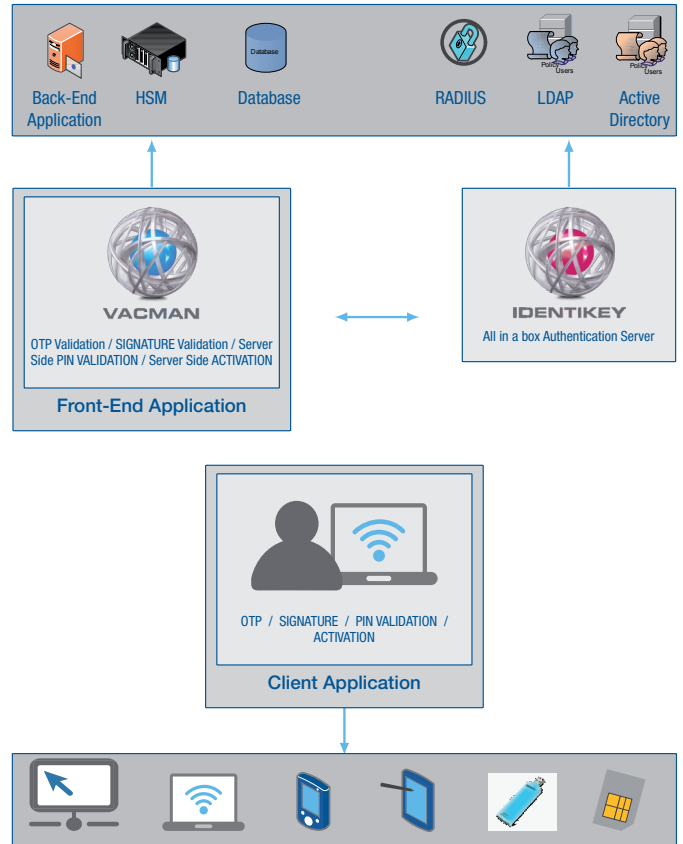 Database
Policy
Users
Policy
Users
Back-End
Application
HSM
Database
RADIUS
LDAP
Active
Directory
VACMAN
OTP Validation / SIGNATURE Validation / Server
Side PIN VALIDATION / Server Side ACTIVATION
Front-End Application
IDENTIKEY
All in a box Authentication Server
OTP / SIGNATURE / PIN VALIDATION /
ACTIVATION
Client Application